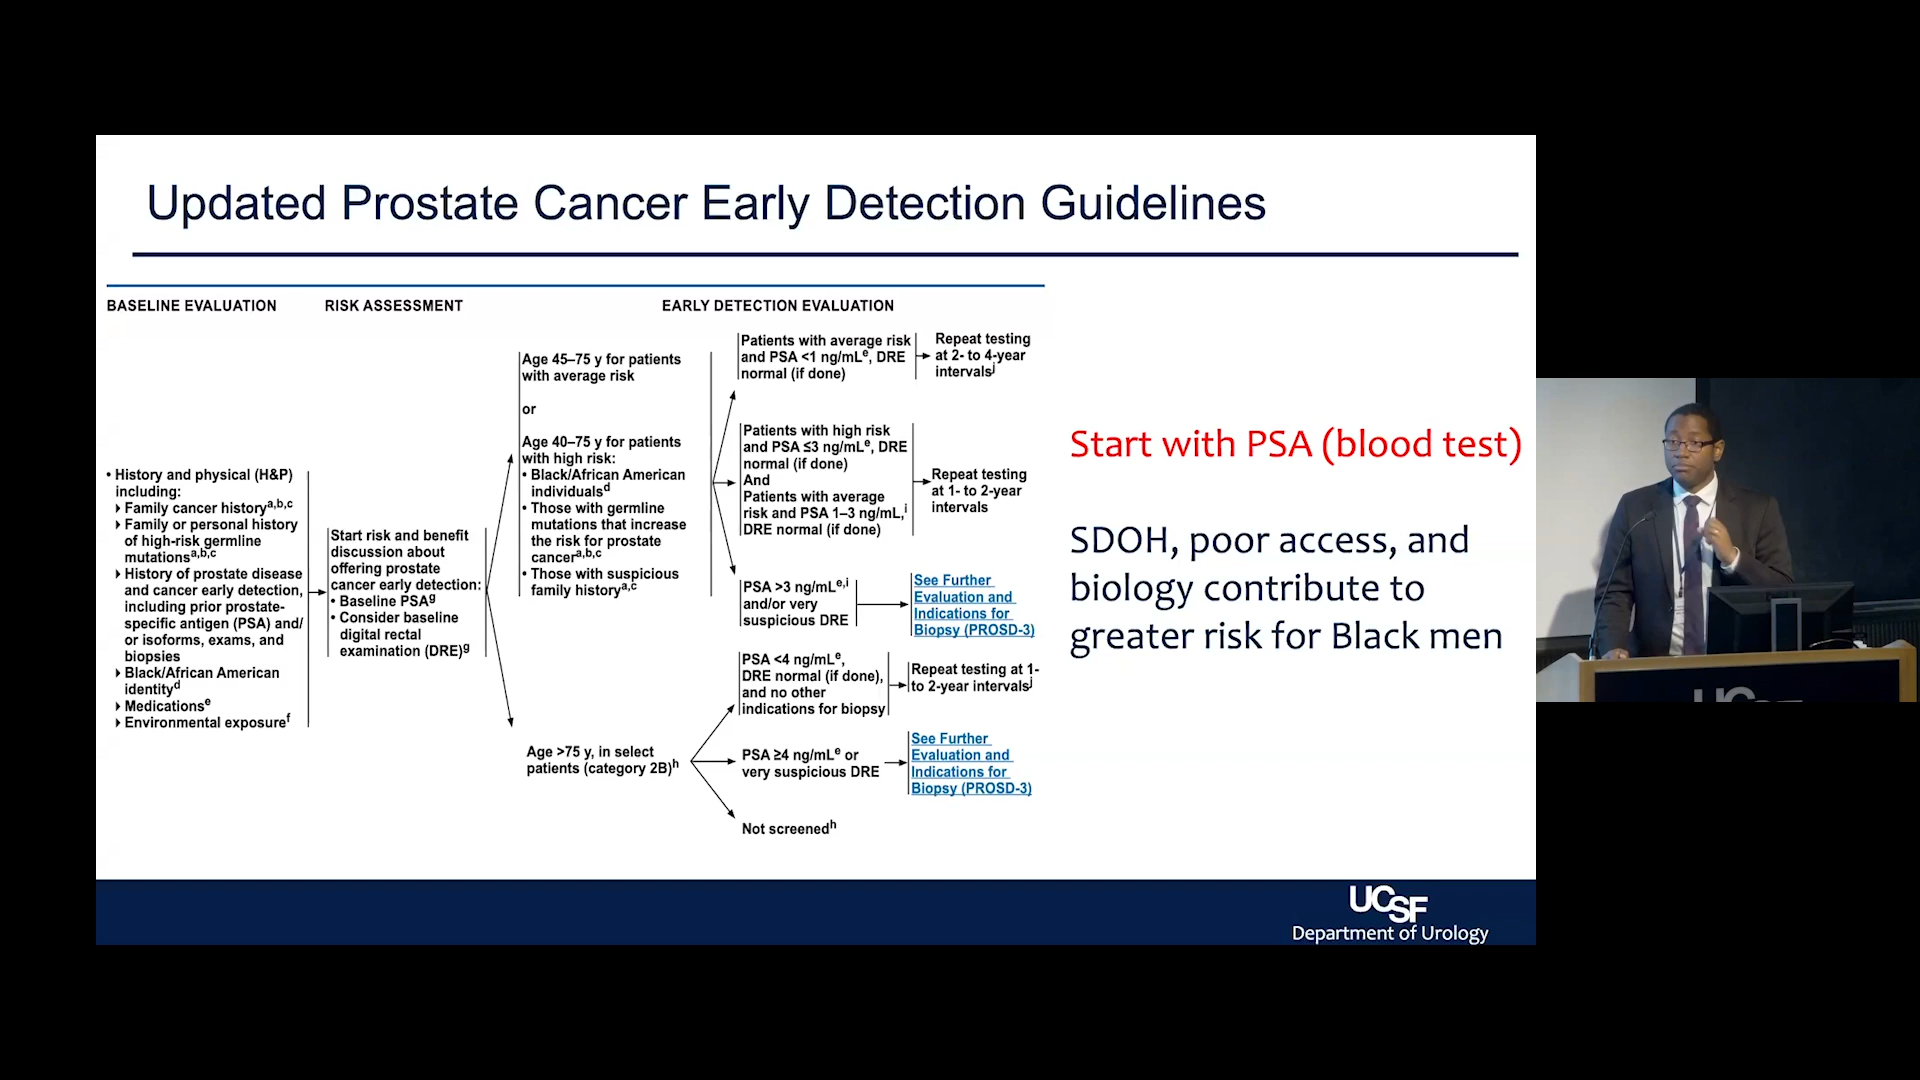 Updated Prostate Cancer Early Detection Guidelines
BASELINE EVALUATION
RISK ASSESSMENT
EARLY DETECTION EVALUATION
• History and physical (H&P)
including:
Family cancer historya,b,c
Family or personal history
of high-risk germline
mutationsa,b,c
History of prostate disease
and cancer early detection,
including prior prostate-
specific antigen (PSA) and/
or isoforms, exams, and
biopsies
Black/African American
identityd
Medicationse
Environmental exposuref
Start risk and benefit
discussion about
offering prostate
cancer early detection:
• Baseline PSAg
• Consider baseline
digital rectal
examination (DRE)g
Age 45–75 y for patients
with average risk
or
Age 40–75 y for patients
with high risk:
• Black/African American
individualsd
• Those with germline
mutations that increase
the risk for prostate
cancera,b,c
• Those with suspicious
family historya,c
Age >75 y, in select
patients (category 2B)h
Patients with average risk
and PSA <1 ng/mLe, DRE
normal (if done)
Repeat testing
at 2- to 4-year
intervalsj
Patients with high risk
and PSA ≤3 ng/mLe, DRE
normal (if done)
And
Patients with average
risk and PSA 1–3 ng/mL,i
DRE normal (if done)
Repeat testing
at 1- to 2-year
intervals
PSA >3 ng/mLe,i
and/or very
suspicious DRE
See Further
Evaluation and
Indications for
Biopsy (PROSD-3)
PSA <4 ng/mLe,
DRE normal (if done),
and no other
indications for biopsy
Repeat testing at 1-
to 2-year intervalsj
PSA ≥4 ng/mLe or
very suspicious DRE
See Further
Evaluation and
Indications for
Biopsy (PROSD-3)
Not screenedh
Start with PSA (blood test)
SDOH, poor access, and
biology contribute to
greater risk for Black men
UCSF
Department of Urology